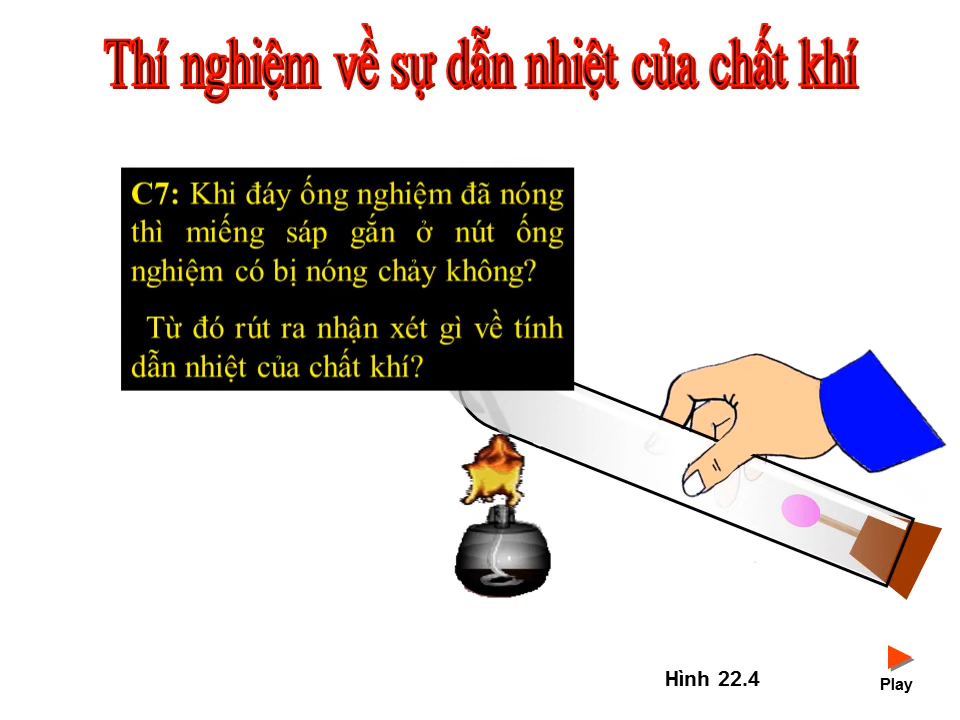 Thí nghiệm về sự dẫn nhiệt của chất khí
C7: Khi đáy ống nghiệm đã nóng
thì miếng sáp gắn ở nút ống
nghiệm có bị nóng chảy không?
Từ đó rút ra nhận xét gì về tính
dẫn nhiệt của chất khí?
Hình 22.4
Play